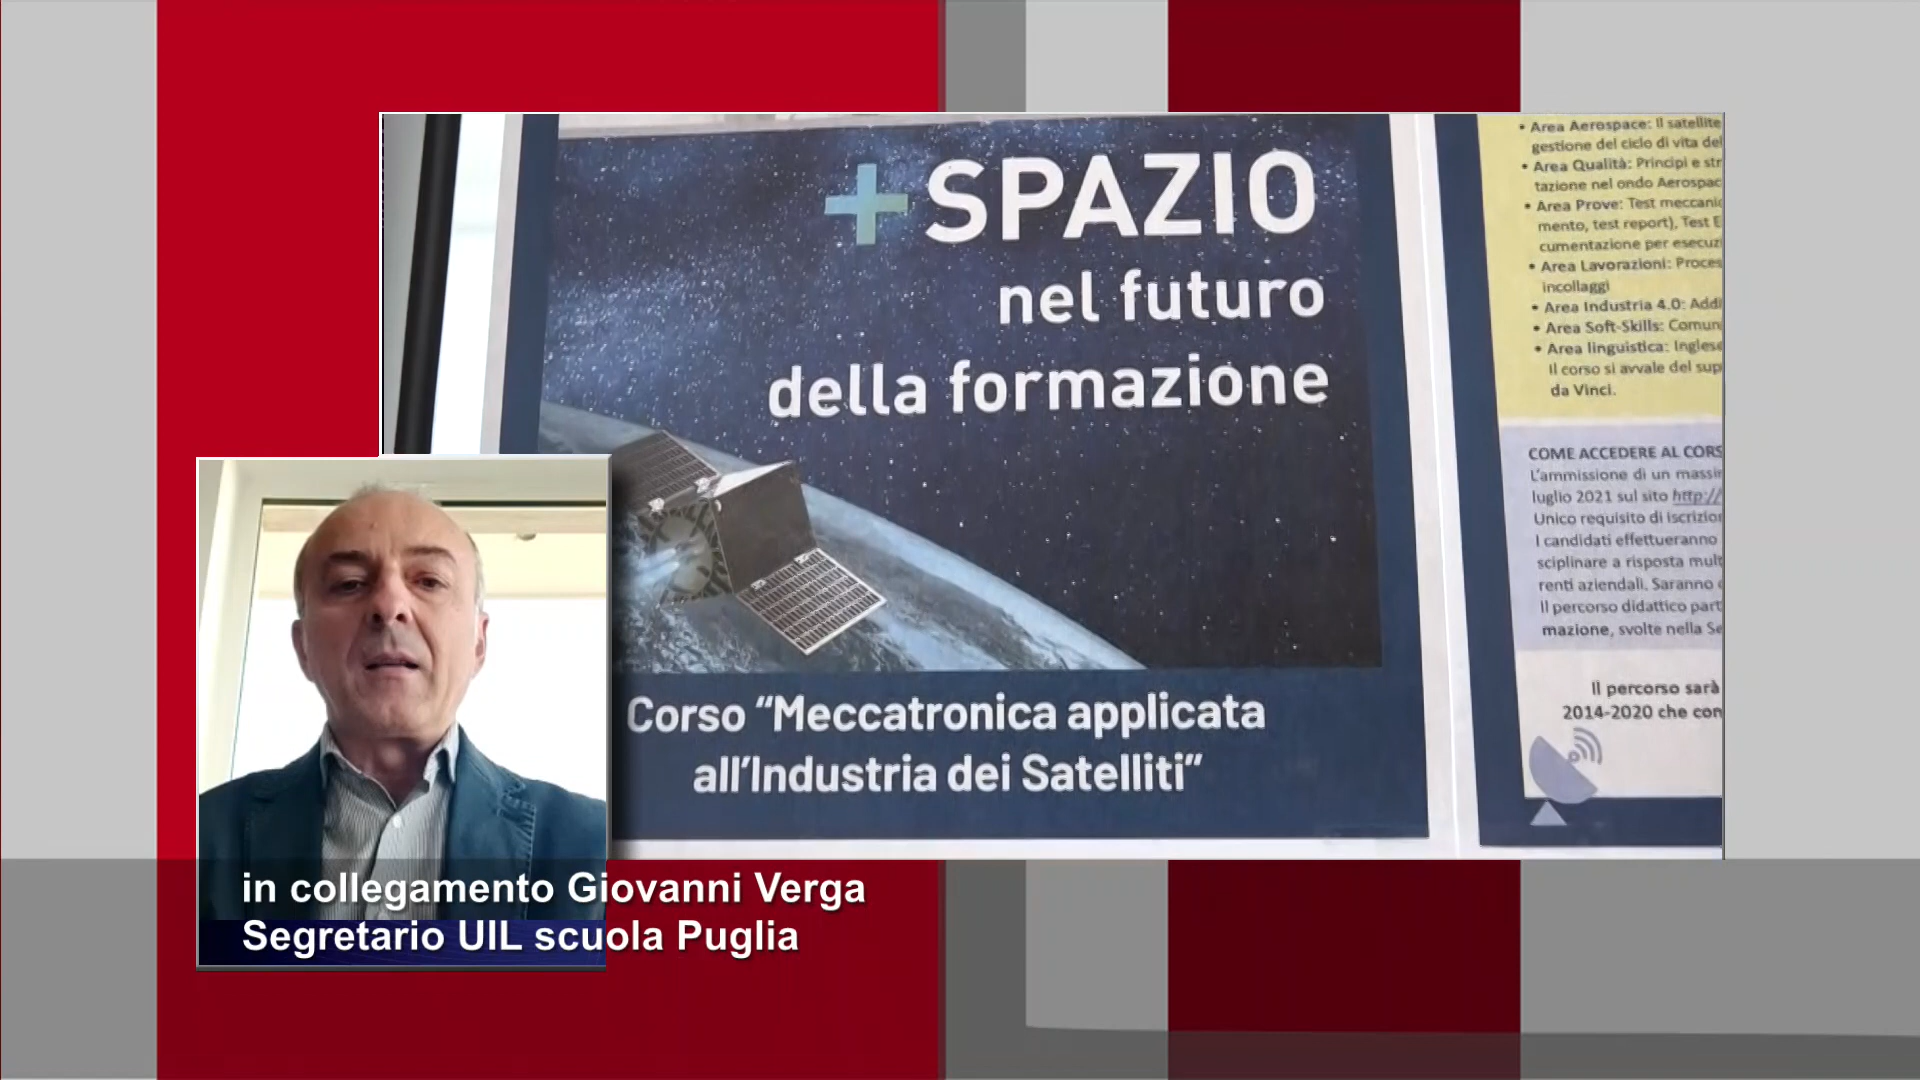 +SPAZIO
nel futuro
della formazione
Corso “Meccatronica applicata
all’Industria dei Satelliti”
• Area Aerospace: Il satellite
gestione del ciclo di vita del
• Area Qualità: Principi e str
tazione nel ondo Aerospac
• Area Prove: Test meccanic
mento, test report), Test E
cumentazione per esecuzi
• Area Lavorazioni: Proces
incollaggi
• Area Industria 4.0: Addi
• Area Soft-Skills: Comuni
• Area linguistica: Inglese
Il corso si avvale del sup
da Vinci.
COME ACCEDERE AL CORS
L’ammissione di un massim
luglio 2021 sul sito http://
Unico requisito di iscrizion
I candidati effettueranno
sciplinare a risposta mult
renti aziendali. Saranno
Il percorso didattico part
mazione, svolte nella Se
Il percorso sarà
2014-2020 che con
in collegamento Giovanni Verga
Segretario UIL scuola Puglia